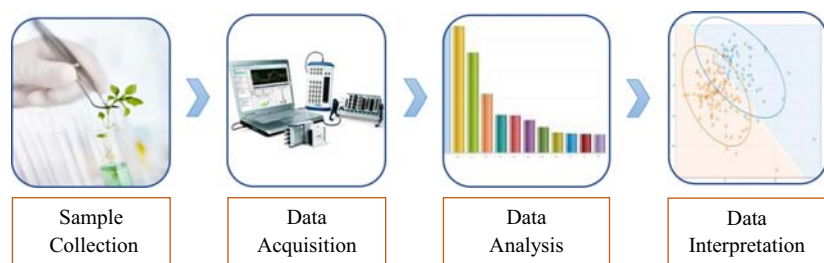 Sample
Collection
Data
Acquisition
Data
Analysis
Data
Interpretation